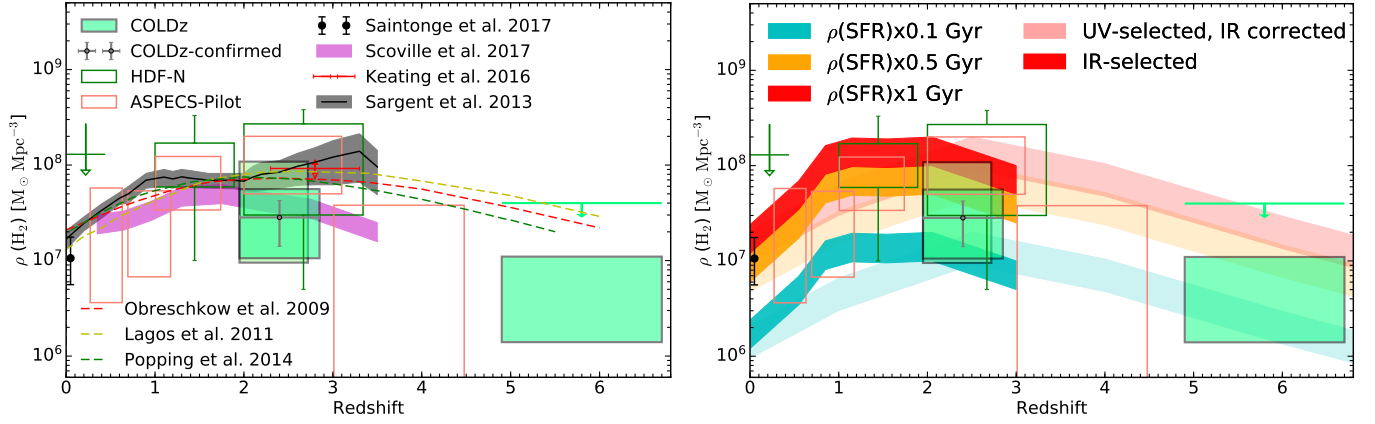 COLDz
COLDz-confirmed
HDF-N
ASPECS-Pilot
Saintonge et al. 2017
Scoville et al. 2017
Keating et al. 2016
Sargent et al. 2013
10⁹
10⁸
10⁷
10⁶
ρ (H₂) [M⊙ Mpc⁻³]
Obreschkow et al. 2009
Lagos et al. 2011
Popping et al. 2014
0 1 2 3 4 5 6
Redshift
ρ(SFR)x0.1 Gyr
ρ(SFR)x0.5 Gyr
ρ(SFR)x1 Gyr
UV-selected, IR corrected
IR-selected
10⁹
10⁸
10⁷
10⁶
ρ (H₂) [M⊙ Mpc⁻³]
0 1 2 3 4 5 6
Redshift